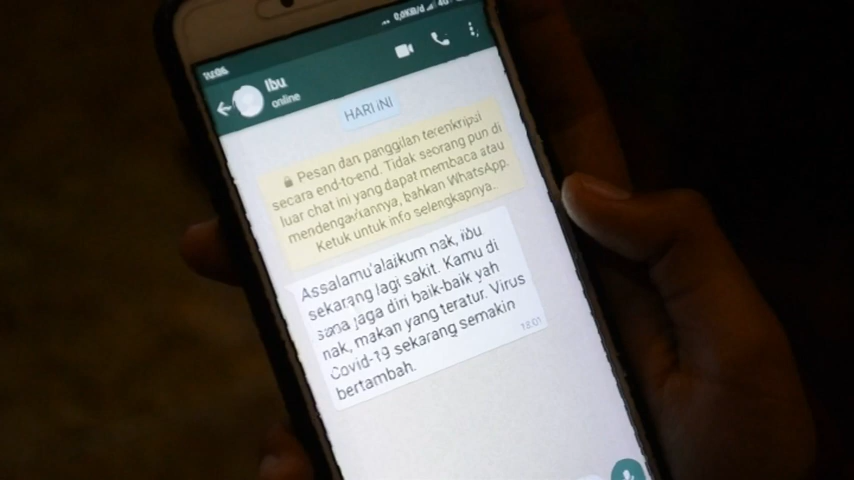 0,0KB/d 4G
Ibu
online
HARI INI
Pesan dan panggilan terenkripsi
secara end-to-end. Tidak seorang pun di
luar chat ini yang dapat membaca atau
mendengarkannya, bahkan WhatsApp.
Ketuk untuk info selengkapnya.
Assalamu'alaikum nak, ibu
sekarang lagi sakit. Kamu di
sana jaga diri baik-baik yah
nak, makan yang teratur. Virus
Covid-19 sekarang semakin
bertambah.
18.01